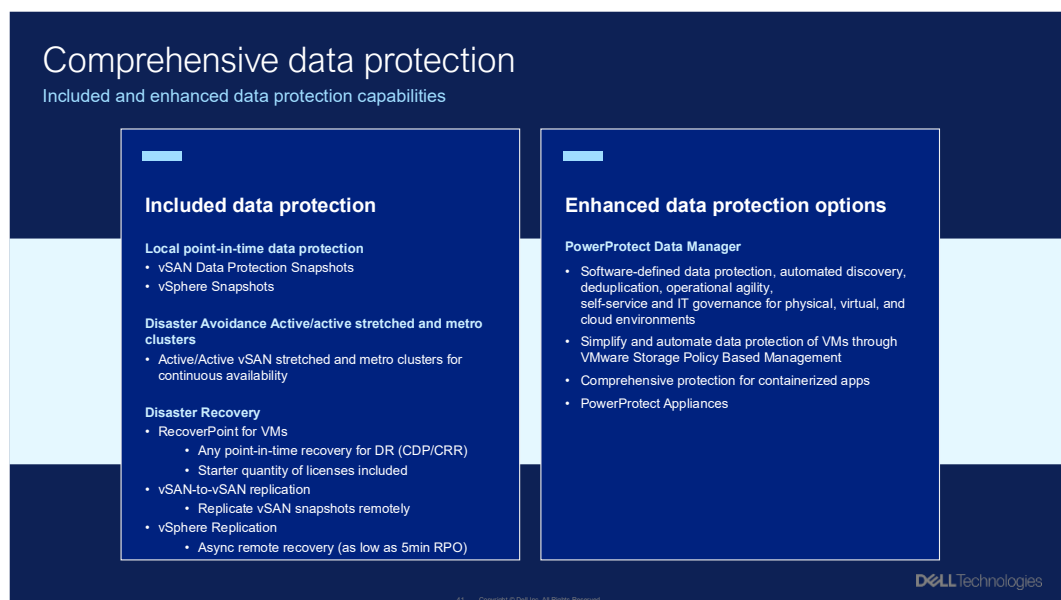 Comprehensive data protection
Included and enhanced data protection capabilities
Included data protection
Local point-in-time data protection
• vSAN Data Protection Snapshots
• vSphere Snapshots
Disaster Avoidance Active/active stretched and metro
clusters
• Active/Active vSAN stretched and metro clusters for
continuous availability
Disaster Recovery
• RecoverPoint for VMs
• Any point-in-time recovery for DR (CDP/CRR)
• Starter quantity of licenses included
• vSAN-to-vSAN replication
• Replicate vSAN snapshots remotely
• vSphere Replication
• Async remote recovery (as low as 5min RPO)
Enhanced data protection options
PowerProtect Data Manager
• Software-defined data protection, automated discovery,
deduplication, operational agility,
self-service and IT governance for physical, virtual, and
cloud environments
• Simplify and automate data protection of VMs through
VMware Storage Policy Based Management
• Comprehensive protection for containerized apps
• PowerProtect Appliances
DELLTechnologies
Copyright © Dell Inc. All Rights Reserved.